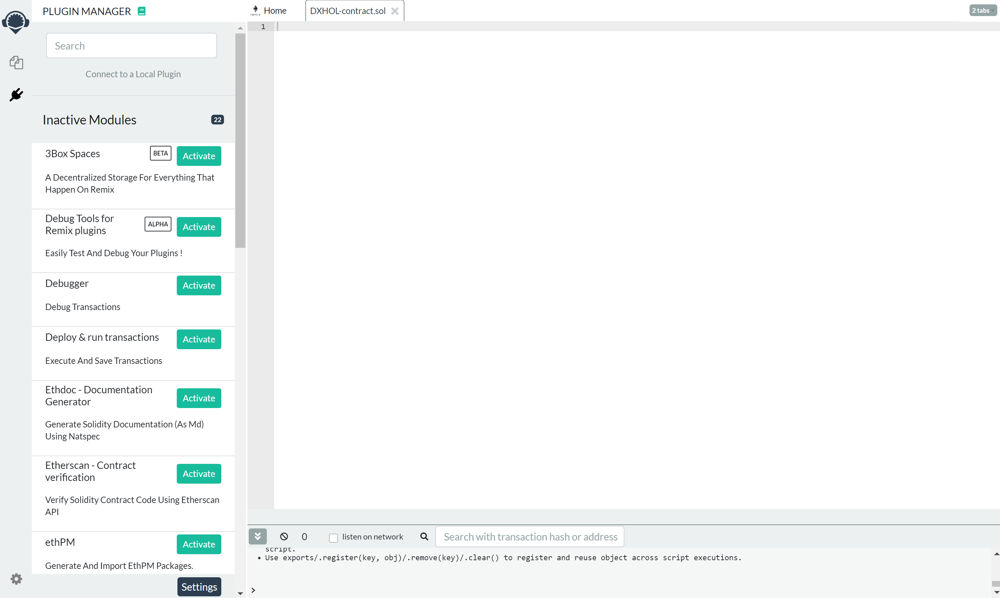 PLUGIN MANAGER
Search
Connect to a Local Plugin
Inactive Modules 22
3Box Spaces BETA Activate
A Decentralized Storage For Everything That
Happen On Remix
Debug Tools for
Remix plugins ALPHA Activate
Easily Test And Debug Your Plugins !
Debugger Activate
Debug Transactions
Deploy & run transactions Activate
Execute And Save Transactions
Ethdoc - Documentation
Generator Activate
Generate Solidity Documentation (As Md)
Using Natspec
Etherscan - Contract
verification Activate
Verify Solidity Contract Code Using Etherscan
API
ethPM Activate
Generate And Import EthPM Packages.
Settings
remix Home DXHOL-contract.sol 2 tabs
1
0 listen on network Search with transaction hash or address
script.
• Use exports/.register(key, obj)/.remove(key)/.clear() to register and reuse object across script executions.
>